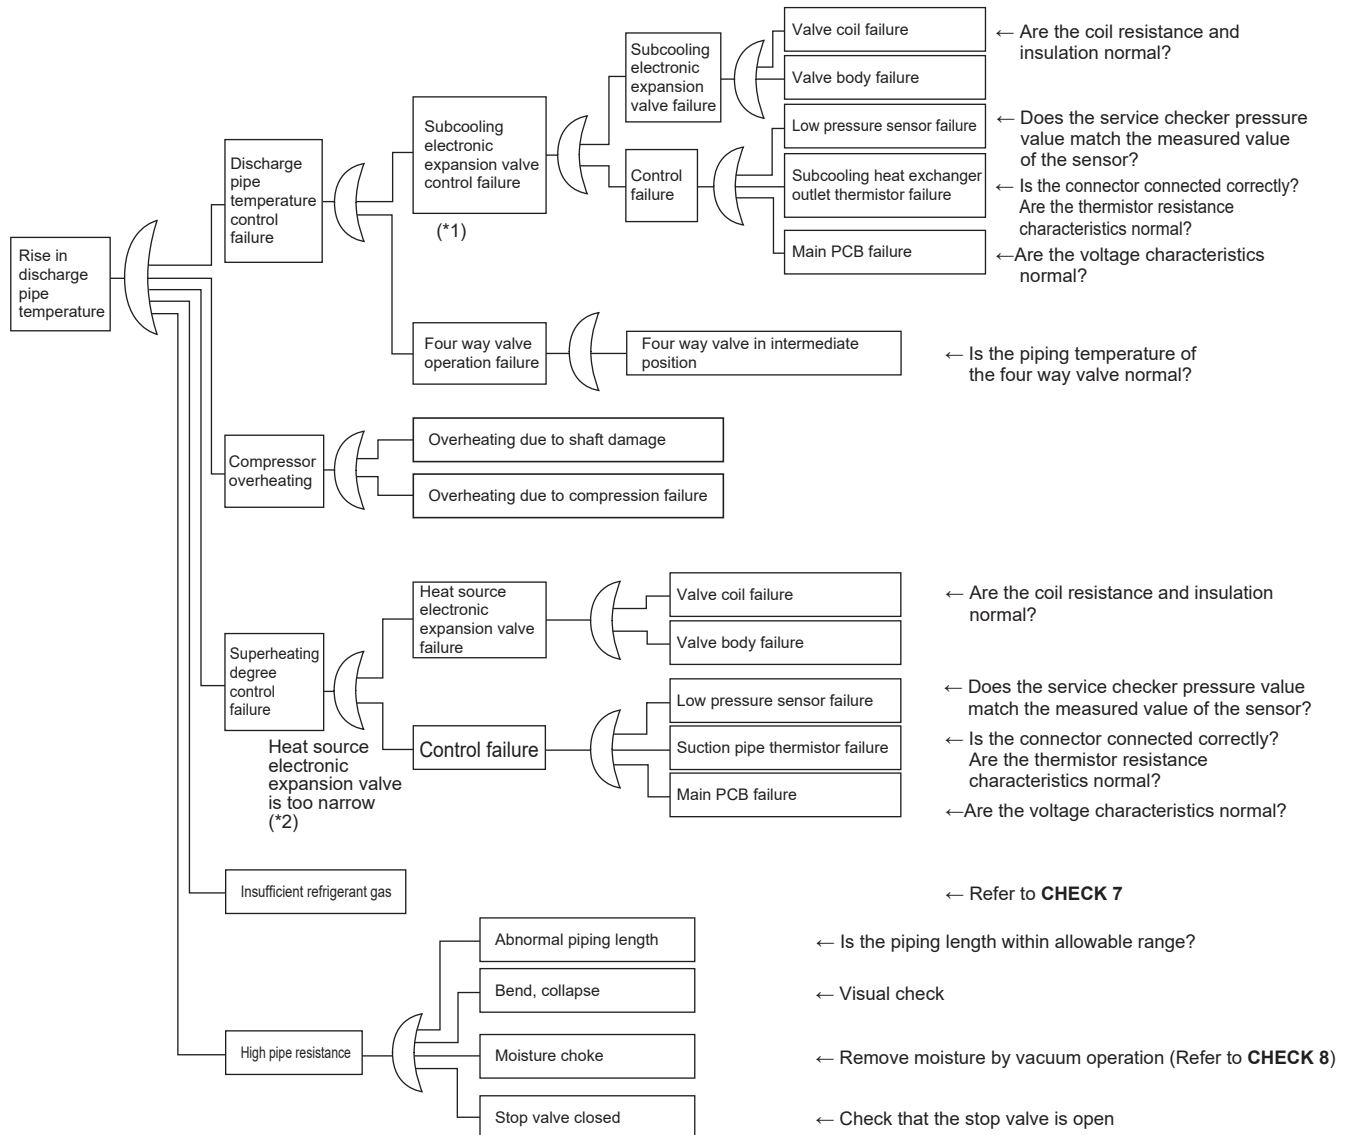 Rise in
discharge
pipe
temperature
Discharge
pipe
temperature
control
failure
Subcooling
electronic
expansion valve
control failure
(*1)
Subcooling
electronic
expansion
valve failure
Valve coil failure
← Are the coil resistance and
insulation normal?
Valve body failure
Control
failure
Low pressure sensor failure
← Does the service checker pressure
value match the measured value
of the sensor?
Subcooling heat exchanger
outlet thermistor failure
← Is the connector connected correctly?
Are the thermistor resistance
characteristics normal?
Main PCB failure
←Are the voltage characteristics
normal?
Four way valve
operation failure
Four way valve in intermediate
position
← Is the piping temperature of
the four way valve normal?
Compressor
overheating
Overheating due to shaft damage
Overheating due to compression failure
Superheating
degree
control
failure
Heat source
electronic
expansion valve
is too narrow
(*2)
Heat source
electronic
expansion valve
failure
Valve coil failure
← Are the coil resistance and insulation
normal?
Valve body failure
Control failure
Low pressure sensor failure
← Does the service checker pressure value
match the measured value of the sensor?
Suction pipe thermistor failure
← Is the connector connected correctly?
Are the thermistor resistance
characteristics normal?
Main PCB failure
←Are the voltage characteristics normal?
Insufficient refrigerant gas
← Refer to CHECK 7
High pipe resistance
Abnormal piping length
← Is the piping length within allowable range?
Bend, collapse
← Visual check
Moisture choke
← Remove moisture by vacuum operation (Refer to CHECK 8)
Stop valve closed
← Check that the stop valve is open